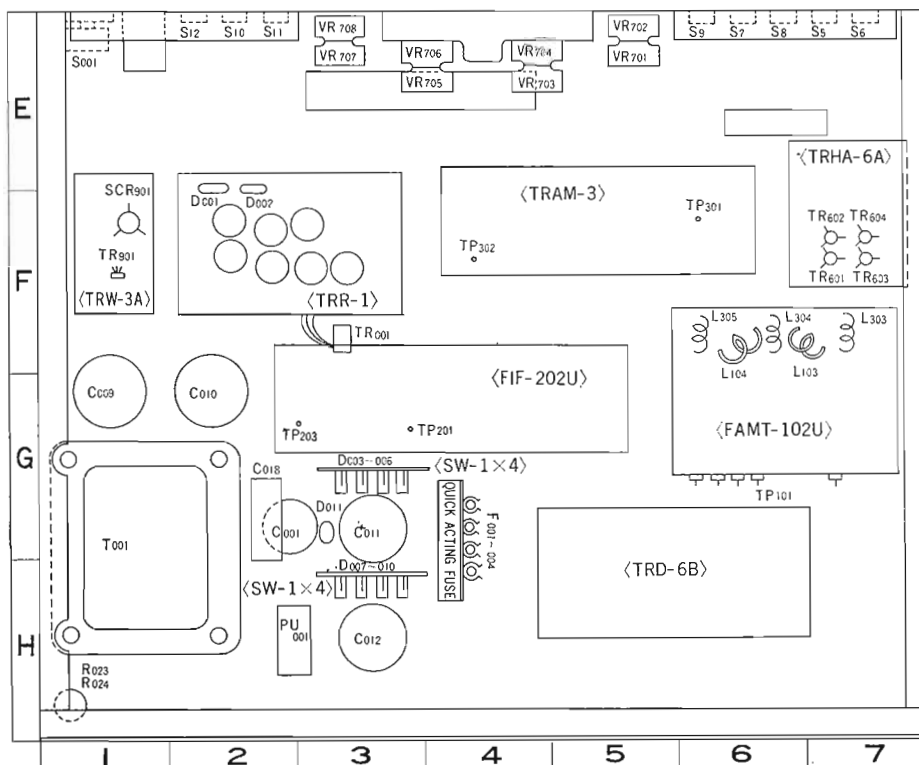 S12 S10 S11 VR708 VR702 S9 S7 S8 S5 S6
S001 VR707 VR706 VR704 VR701
VR705 VR703
E
〈TRHA-6A〉
SCR901 D001 D002 〈TRAM-3〉 TP301
TR602 TR604
TR901 TP302
F
TR601 TR603
〈TRW-3A〉 〈TRR-1〉
L305 L304 L303
TR001
L104 L103
C009 C010 〈FIF-202U〉
〈FAMT-102U〉
TP203 TP201
G
D003~006 〈SW-1×4〉
C018 TP101
D011 QUICK ACTING FUSE F001~004
C001 C011
T001
D007~010 〈TRD-6B〉
〈SW-1×4〉
PU001 C012
H
R023
R024
1 2 3 4 5 6 7